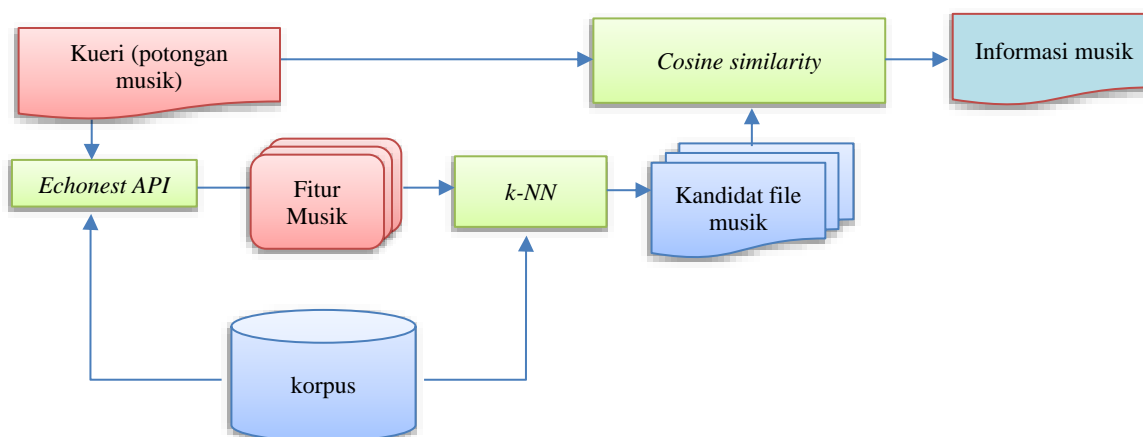 Kueri (potongan
musik)
Cosine similarity
Informasi musik
Echonest API
Fitur
Musik
k-NN
Kandidat file
musik
korpus